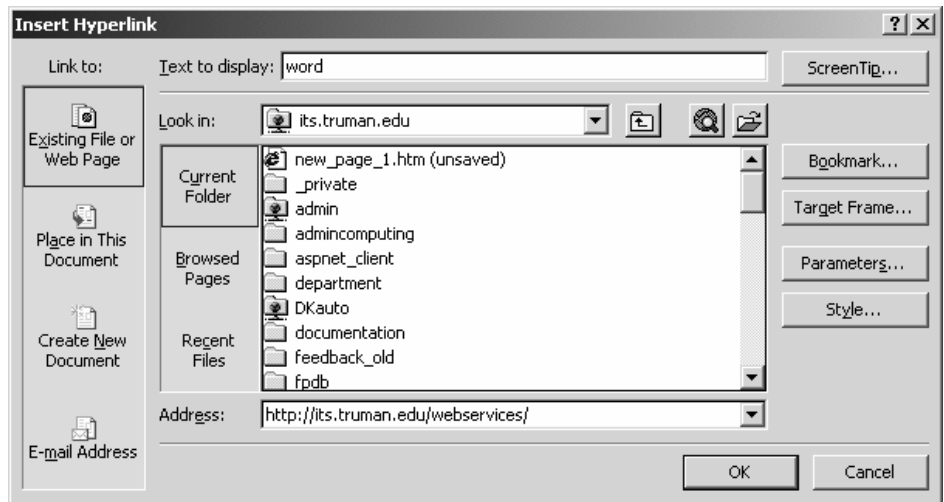 Insert Hyperlink
Link to:
Text to display: word
ScreenTip...
Existing File or
Web Page
Place in This
Document
Create New
Document
E-mail Address
Look in: its.truman.edu
Current
Folder
Browsed
Pages
Recent
Files
new_page_1.htm (unsaved)
_private
admin
admincomputing
aspnet_client
department
DKauto
documentation
feedback_old
fpdb
Bookmark...
Target Frame...
Parameters...
Style...
Address: http://its.truman.edu/webservices/
OK
Cancel